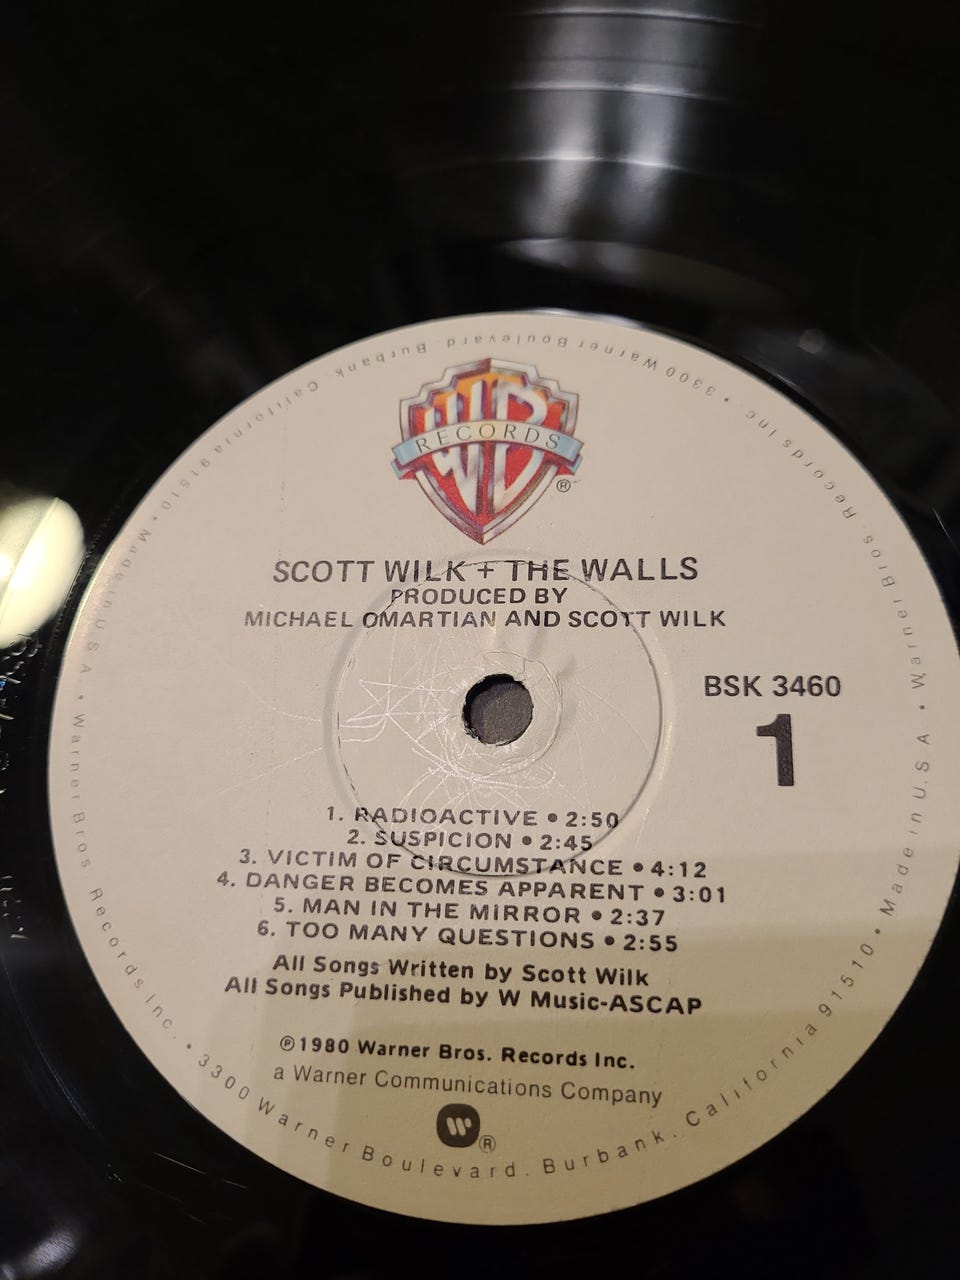 WB
RECORDS
®
SCOTT WILK + THE WALLS
PRODUCED BY
MICHAEL OMARTIAN AND SCOTT WILK
BSK 3460
1
1. RADIOACTIVE • 2:50
2. SUSPICION • 2:45
3. VICTIM OF CIRCUMSTANCE • 4:12
4. DANGER BECOMES APPARENT • 3:01
5. MAN IN THE MIRROR • 2:37
6. TOO MANY QUESTIONS • 2:55
All Songs Written by Scott Wilk
All Songs Published by W Music-ASCAP
℗1980 Warner Bros. Records Inc.
a Warner Communications Company
W ®
Warner Bros. Records Inc. • 3300 Warner Boulevard. Burbank. California 91510 • Made in U.S.A. • Warner Bros. Records Inc. • 3300 Warner Boulevard. Burbank. California 91510 • Made in U.S.A •